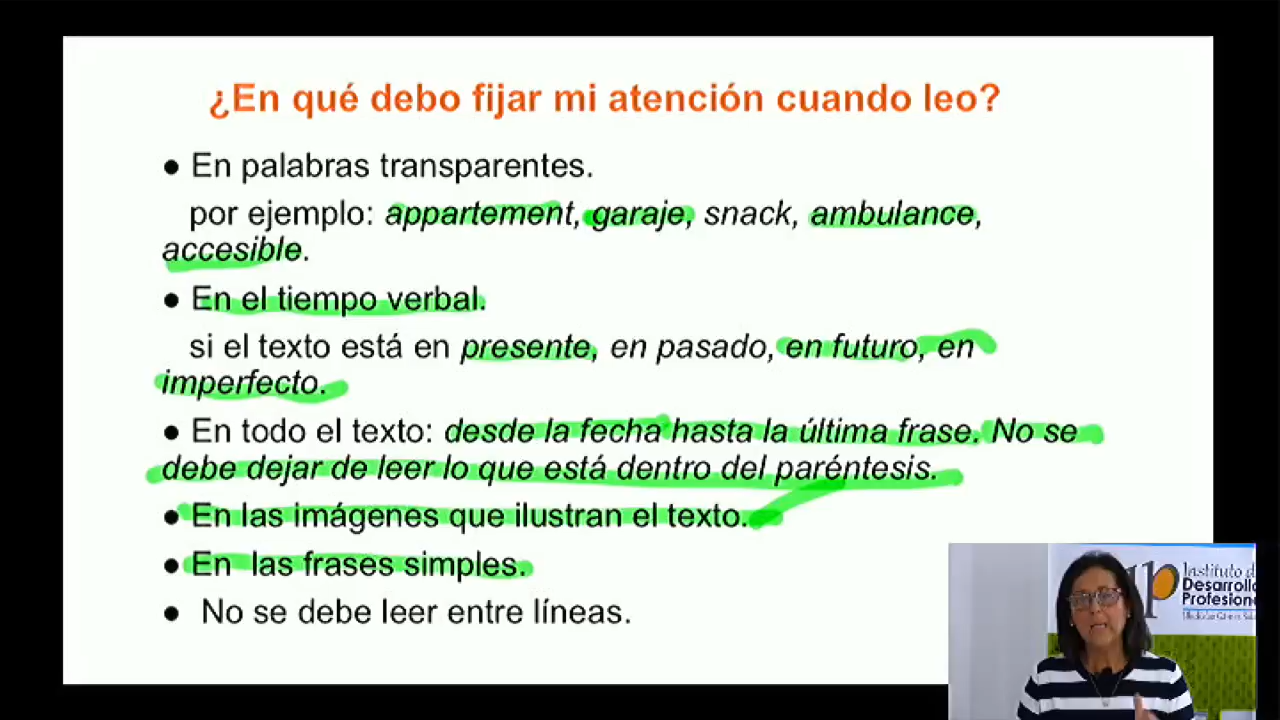 ¿En qué debo fijar mi atención cuando leo?
● En palabras transparentes.
por ejemplo: appartement, garaje, snack, ambulance,
accesible.
● En el tiempo verbal.
si el texto está en presente, en pasado, en futuro, en
imperfecto.
● En todo el texto: desde la fecha hasta la última frase. No se
debe dejar de leer lo que está dentro del paréntesis.
● En las imágenes que ilustran el texto.
● En las frases simples.
● No se debe leer entre líneas.
Instituto d
Desarroll
Profesion